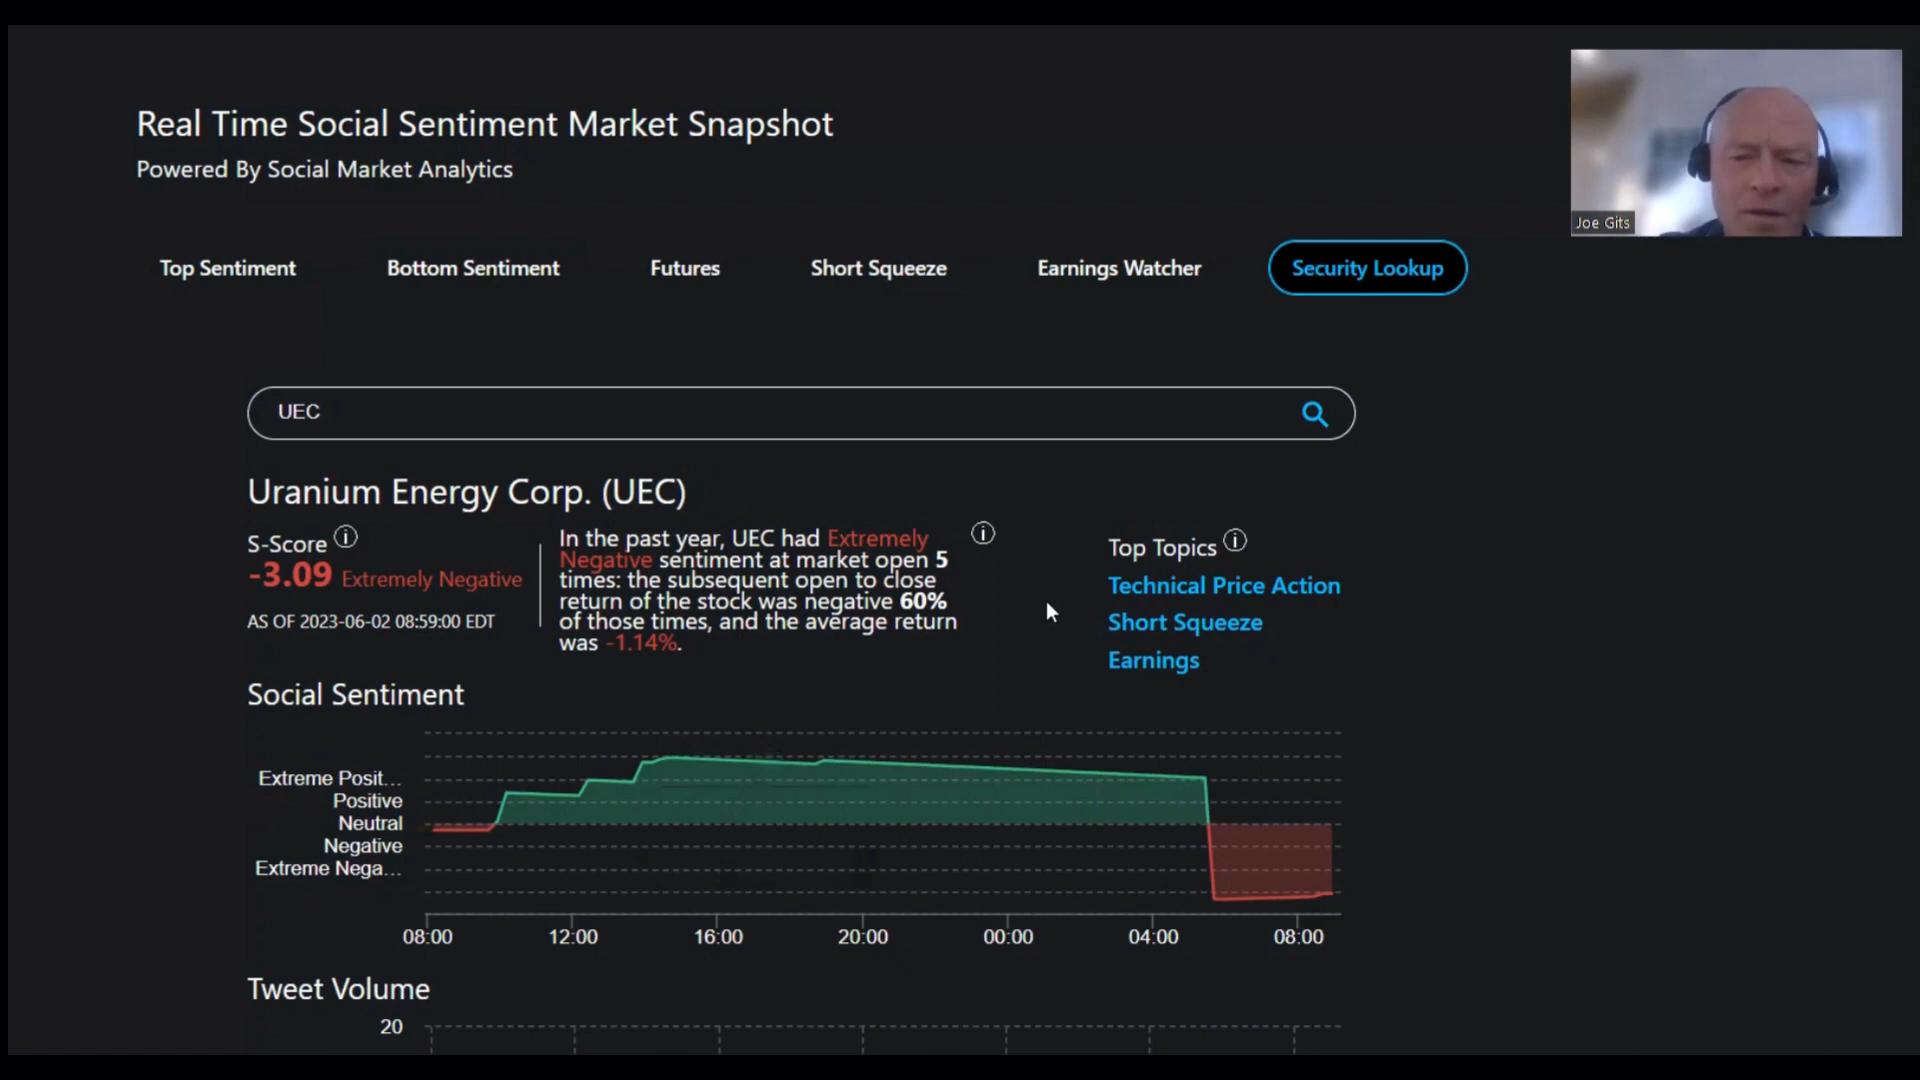 Real Time Social Sentiment Market Snapshot
Powered By Social Market Analytics
Joe Gits
Top Sentiment
Bottom Sentiment
Futures
Short Squeeze
Earnings Watcher
Security Lookup
UEC
Uranium Energy Corp. (UEC)
S-Score
-3.09 Extremely Negative
AS OF 2023-06-02 08:59:00 EDT
In the past year, UEC had Extremely
Negative sentiment at market open 5
times: the subsequent open to close
return of the stock was negative 60%
of those times, and the average return
was -1.14%.
Top Topics
Technical Price Action
Short Squeeze
Earnings
Social Sentiment
Extreme Posit...
Positive
Neutral
Negative
Extreme Nega...
08:00
12:00
16:00
20:00
00:00
04:00
08:00
Tweet Volume
20